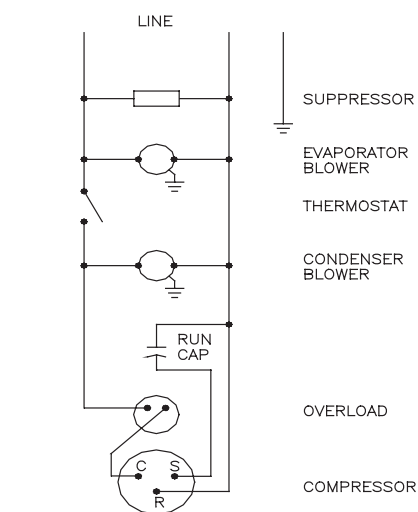 LINE
SUPPRESSOR
EVAPORATOR
BLOWER
THERMOSTAT
CONDENSER
BLOWER
RUN
CAP
OVERLOAD
C S
R
COMPRESSOR